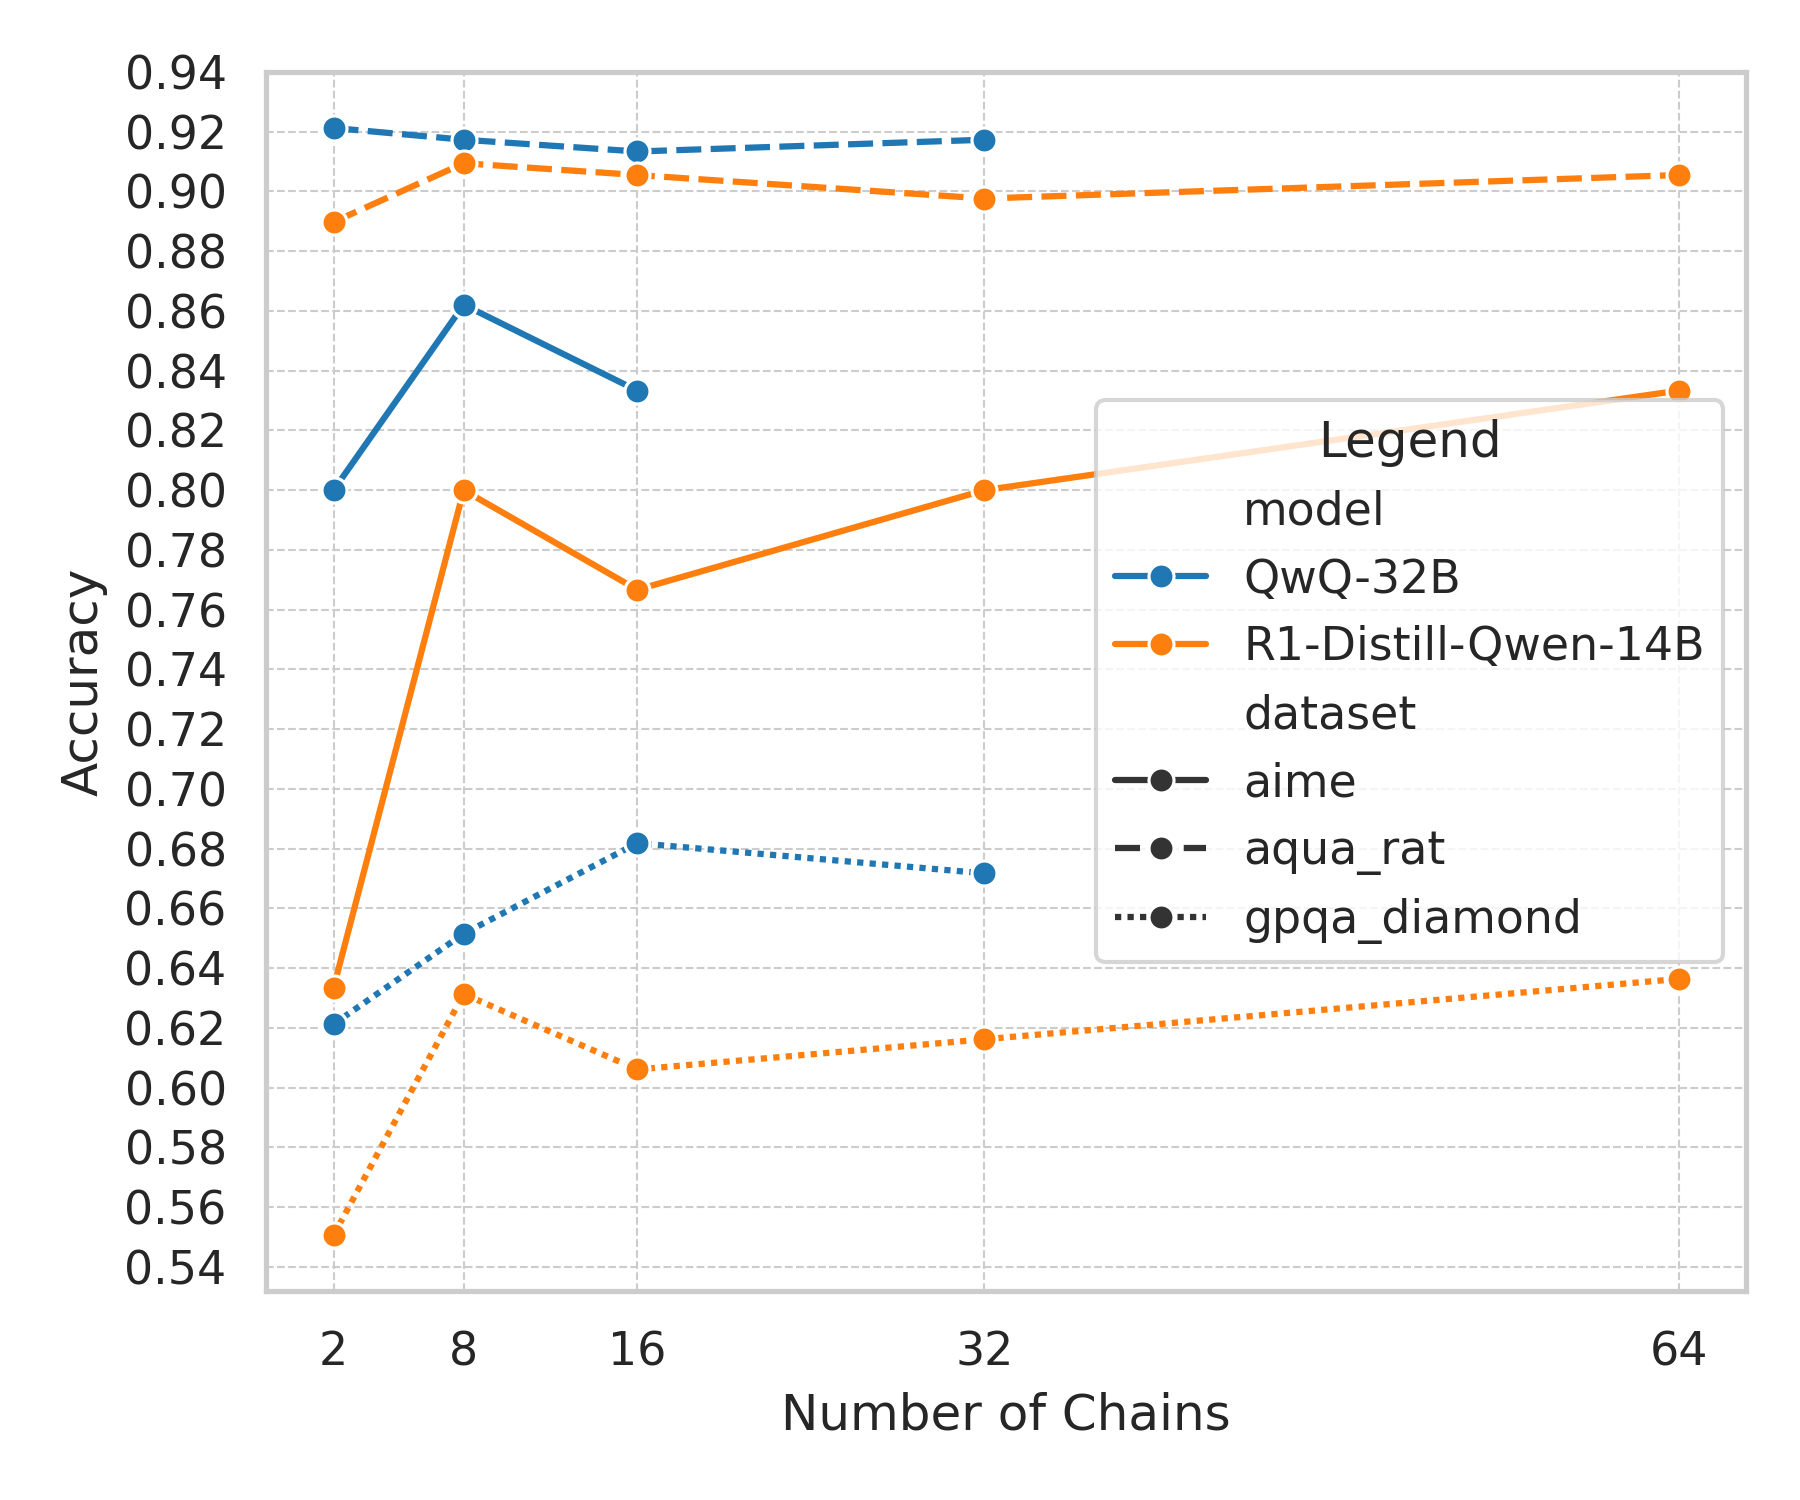 0.94
0.92
0.90
0.88
0.86
0.84
0.82
0.80
0.78
0.76
0.74
0.72
0.70
0.68
0.66
0.64
0.62
0.60
0.58
0.56
0.54
Accuracy
Legend
model
QwQ-32B
R1-Distill-Qwen-14B
dataset
aime
aqua_rat
gpqa_diamond
2 8 16 32 64
Number of Chains